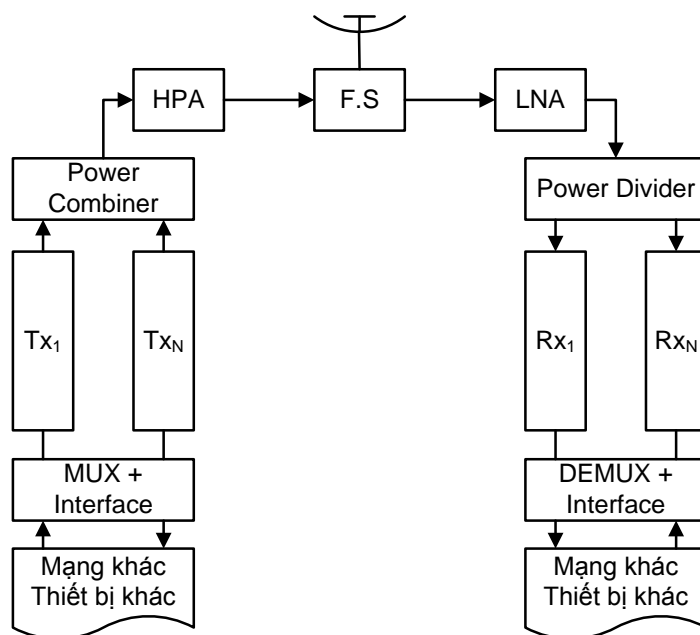 HPA
F.S
LNA
Power
Combiner
Power Divider
Tx₁
Txₙ
Rx₁
Rxₙ
MUX +
Interface
DEMUX +
Interface
Mạng khác
Thiết bị khác
Mạng khác
Thiết bị khác